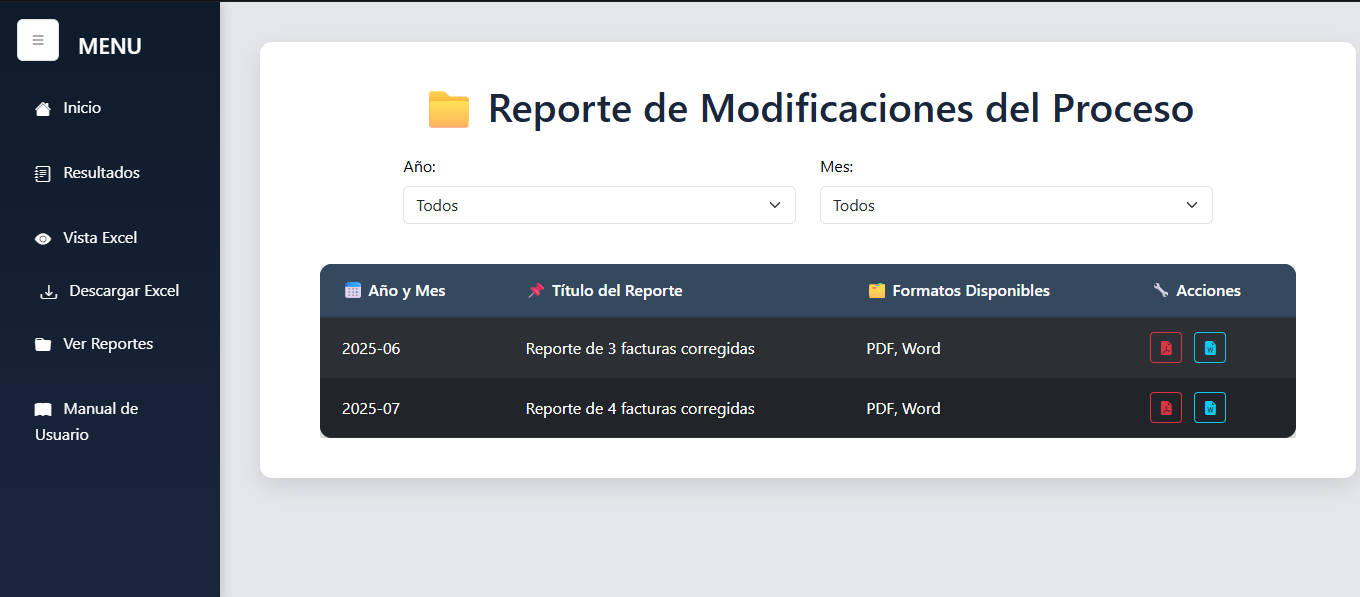 MENU
Inicio
Resultados
Vista Excel
Descargar Excel
Ver Reportes
Manual de
Usuario
Reporte de Modificaciones del Proceso
Año: Mes:
Todos Todos
Año y Mes Título del Reporte Formatos Disponibles Acciones
2025-06 Reporte de 3 facturas corregidas PDF, Word
2025-07 Reporte de 4 facturas corregidas PDF, Word